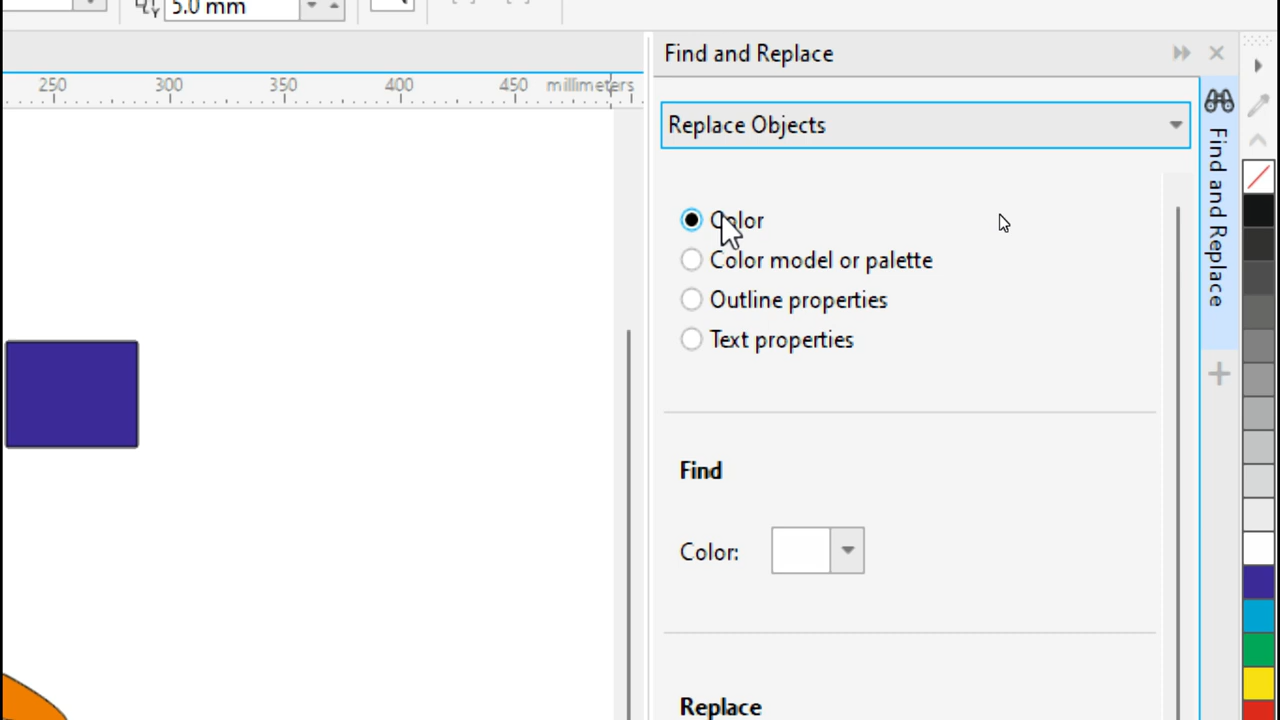 5.0 mm
Find and Replace
250 300 350 400 450 millimeters
Replace Objects
Find and Replace
Color
Color model or palette
Outline properties
Text properties
Find
Color:
Replace